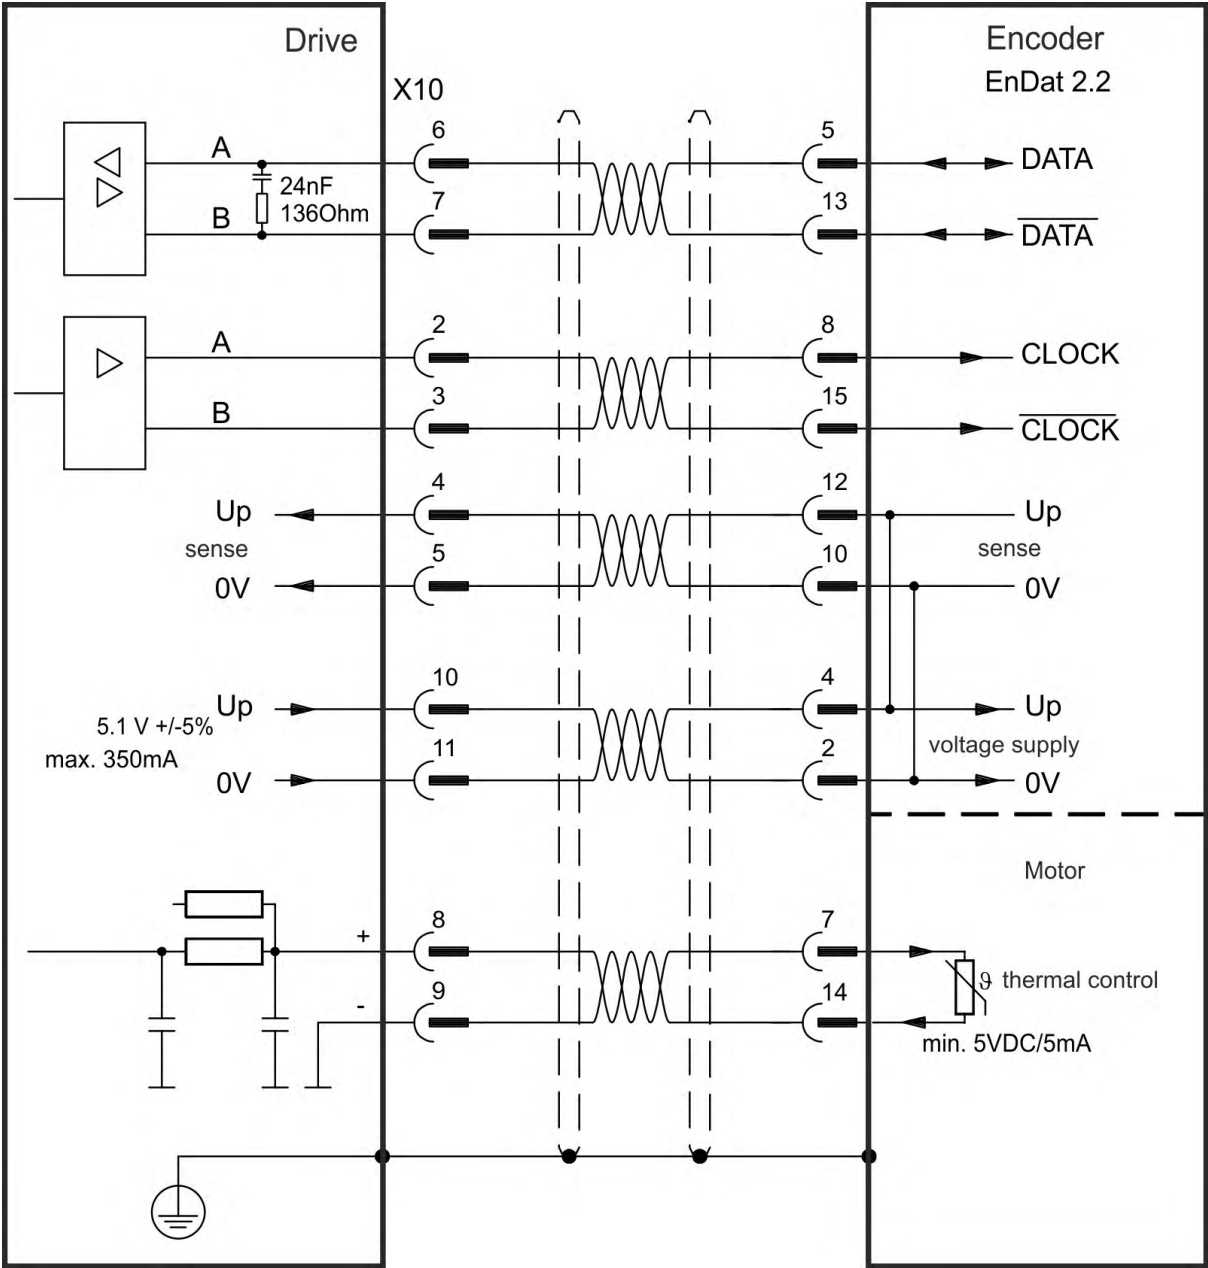 Drive
Encoder
EnDat 2.2
X10
A
6
5
DATA
24nF
136Ohm
B
7
13
DATA
A
2
8
CLOCK
B
3
15
CLOCK
Up
4
12
Up
sense
sense
0V
5
10
0V
Up
10
4
Up
5.1 V +/-5%
max. 350mA
voltage supply
0V
11
2
0V
Motor
+
8
7
ϑ thermal control
-
9
14
min. 5VDC/5mA